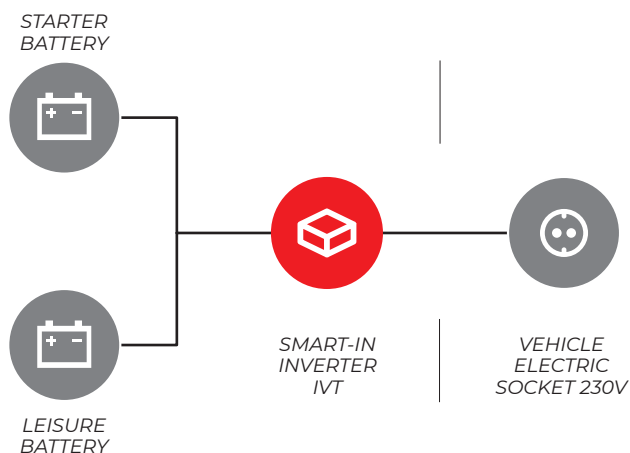 STARTER
BATTERY
SMART-IN
INVERTER
IVT
VEHICLE
ELECTRIC
SOCKET 230V
LEISURE
BATTERY